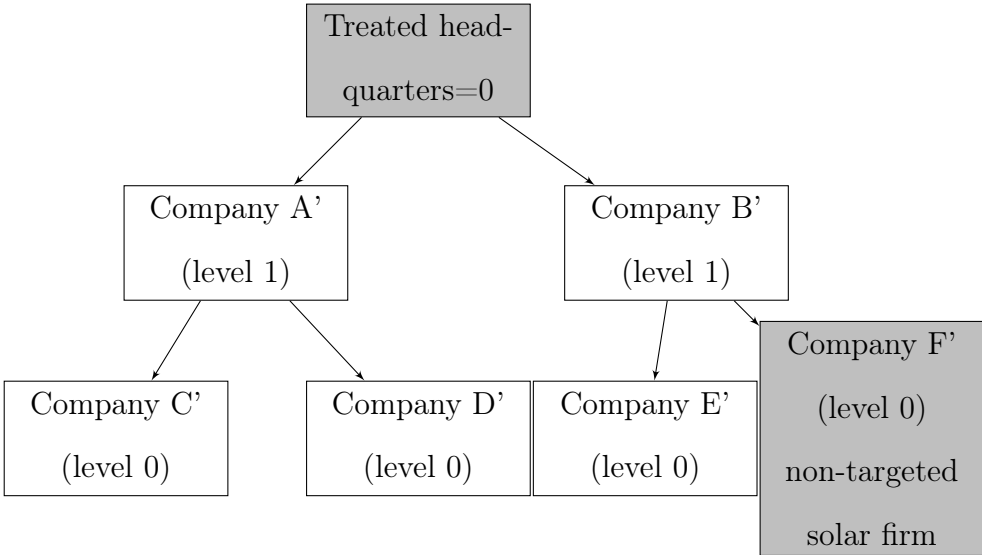 Treated head-
quarters=0
Company A'
(level 1)
Company B'
(level 1)
Company C'
(level 0)
Company D'
(level 0)
Company E'
(level 0)
Company F'
(level 0)
non-targeted
solar firm